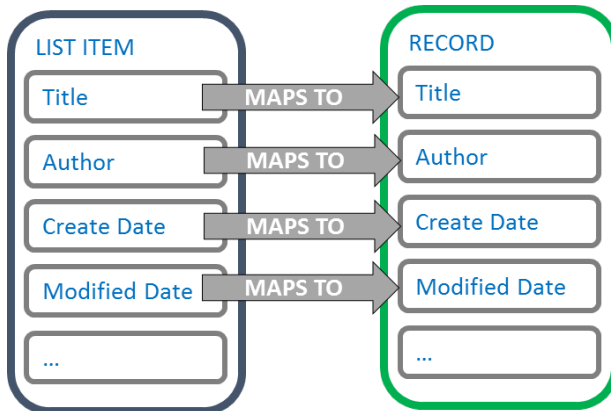 LIST ITEM
RECORD
Title
MAPS TO
Title
Author
MAPS TO
Author
Create Date
MAPS TO
Create Date
Modified Date
MAPS TO
Modified Date
...
...